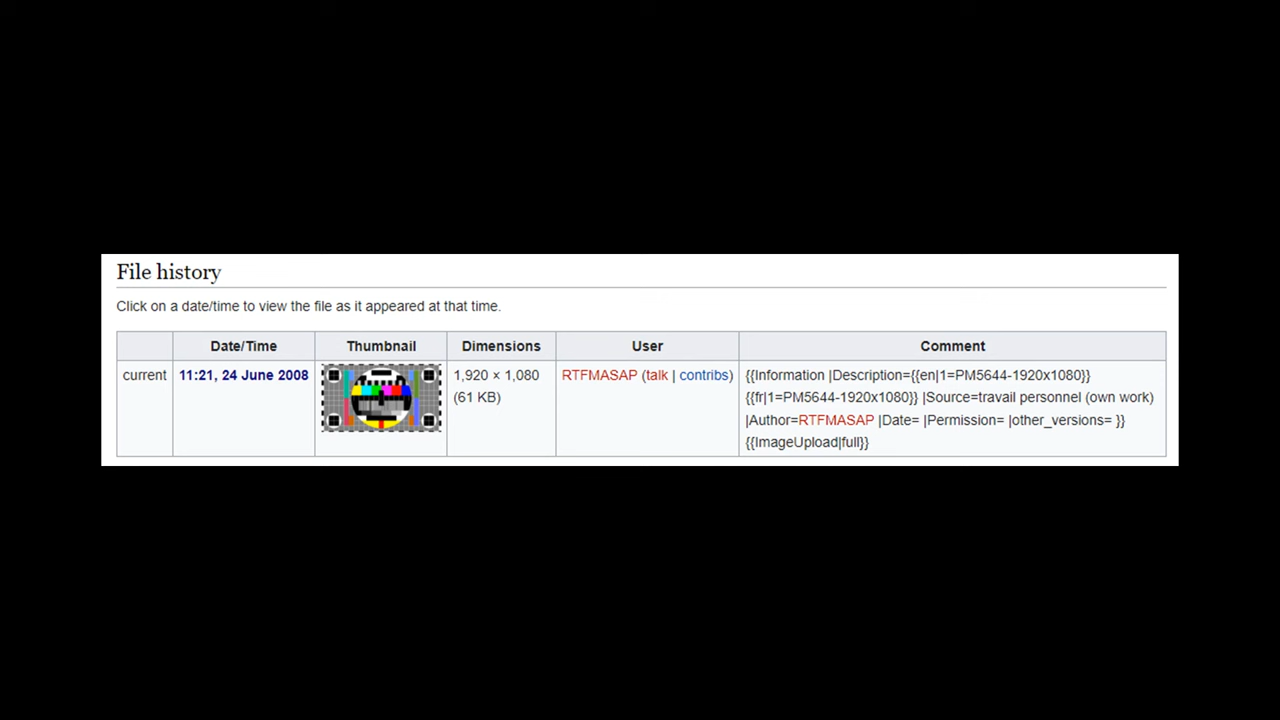 File history
Click on a date/time to view the file as it appeared at that time.
Date/Time Thumbnail Dimensions User Comment
current 11:21, 24 June 2008 1,920 × 1,080 RTFMASAP (talk | contribs) {{Information |Description={{en|1=PM5644-1920x1080}}
(61 KB) {{fr|1=PM5644-1920x1080}} |Source=travail personnel (own work)
|Author=RTFMASAP |Date= |Permission= |other_versions= }}
{{ImageUpload|full}}